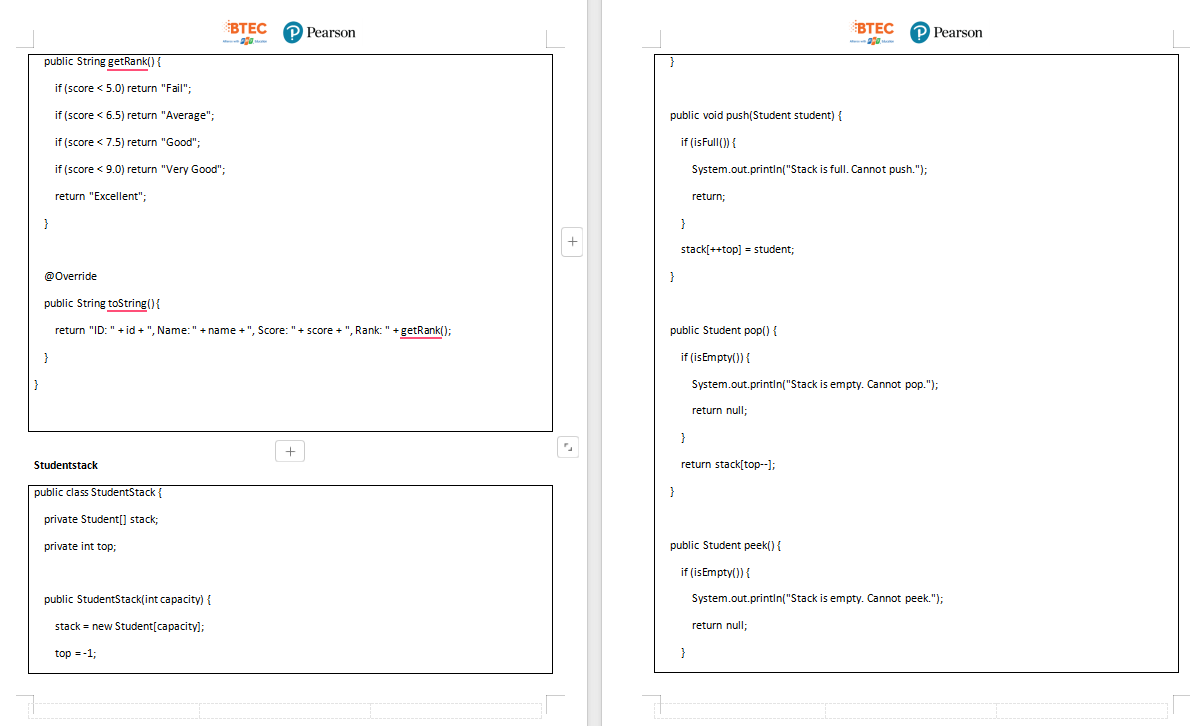 BTEC
Pearson
public String getRank() {
if (score < 5.0) return "Fail";
if (score < 6.5) return "Average";
if (score < 7.5) return "Good";
if (score < 9.0) return "Very Good";
return "Excellent";
}
@Override
public String toString() {
return "ID: " + id + ", Name: " + name + ", Score: " + score + ", Rank: " + getRank();
}
}
Studentstack
public class StudentStack {
private Student[] stack;
private int top;
public StudentStack(int capacity) {
stack = new Student[capacity];
top = -1;
BTEC
Pearson
}
public void push(Student student) {
if (isFull()) {
System.out.println("Stack is full. Cannot push.");
return;
}
stack[++top] = student;
}
public Student pop() {
if (isEmpty()) {
System.out.println("Stack is empty. Cannot pop.");
return null;
}
return stack[top--];
}
public Student peek() {
if (isEmpty()) {
System.out.println("Stack is empty. Cannot peek.");
return null;
}